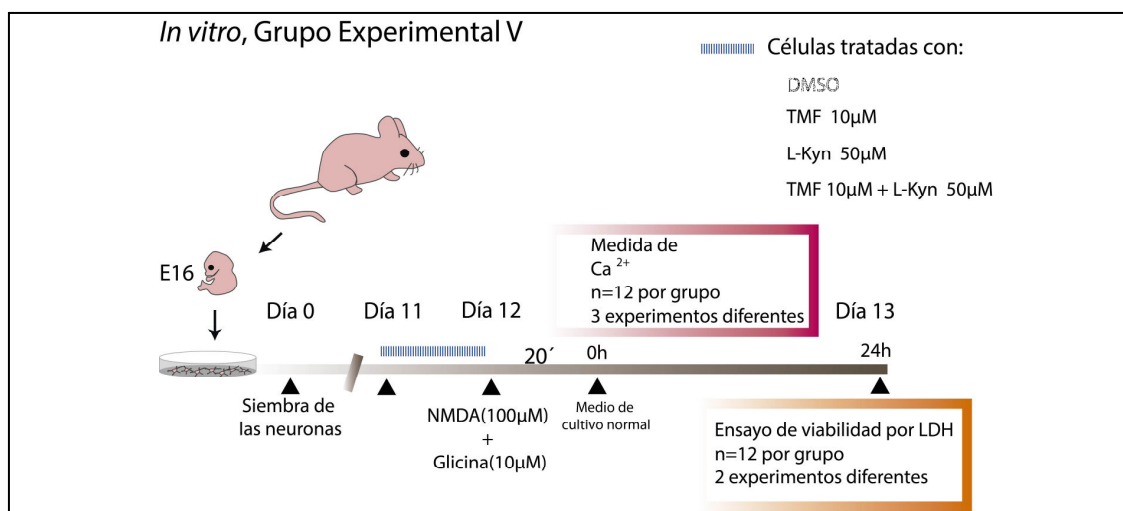 In vitro, Grupo Experimental V
Células tratadas con:
DMSO
TMF 10µM
L-Kyn 50µM
TMF 10µM + L-Kyn 50µM
E16
Medida de
Ca 2+
n=12 por grupo
3 experimentos diferentes
Día 0
Día 11
Día 12
Día 13
20´
0h
24h
Siembra de
las neuronas
NMDA(100µM)
+
Glicina(10µM)
Medio de
cultivo normal
Ensayo de viabilidad por LDH
n=12 por grupo
2 experimentos diferentes